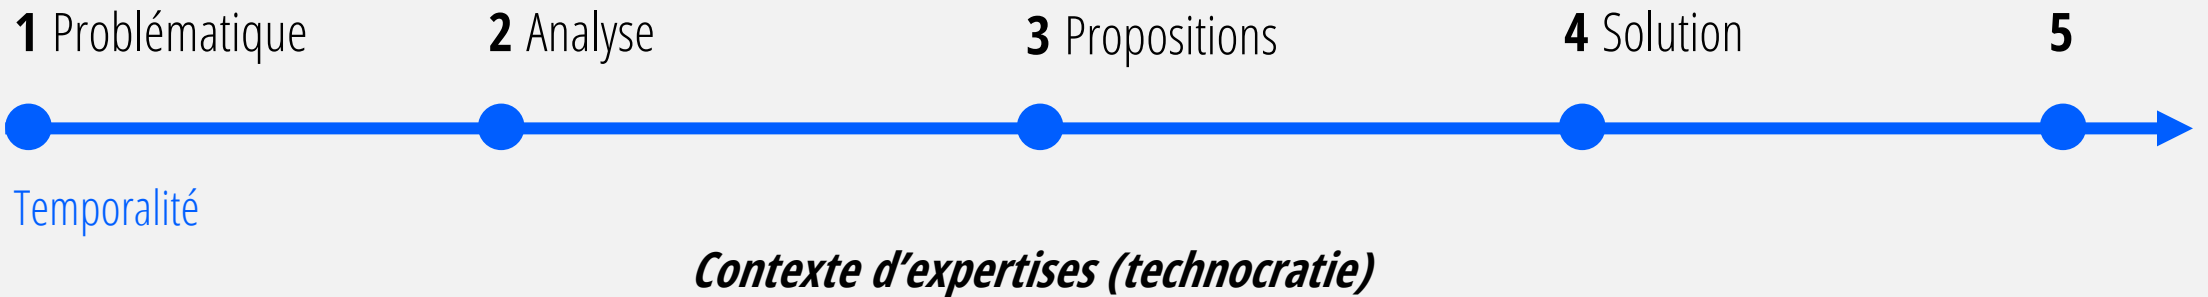 1 Problématique 2 Analyse 3 Propositions 4 Solution 5
Temporalité
Contexte d’expertises (technocratie)